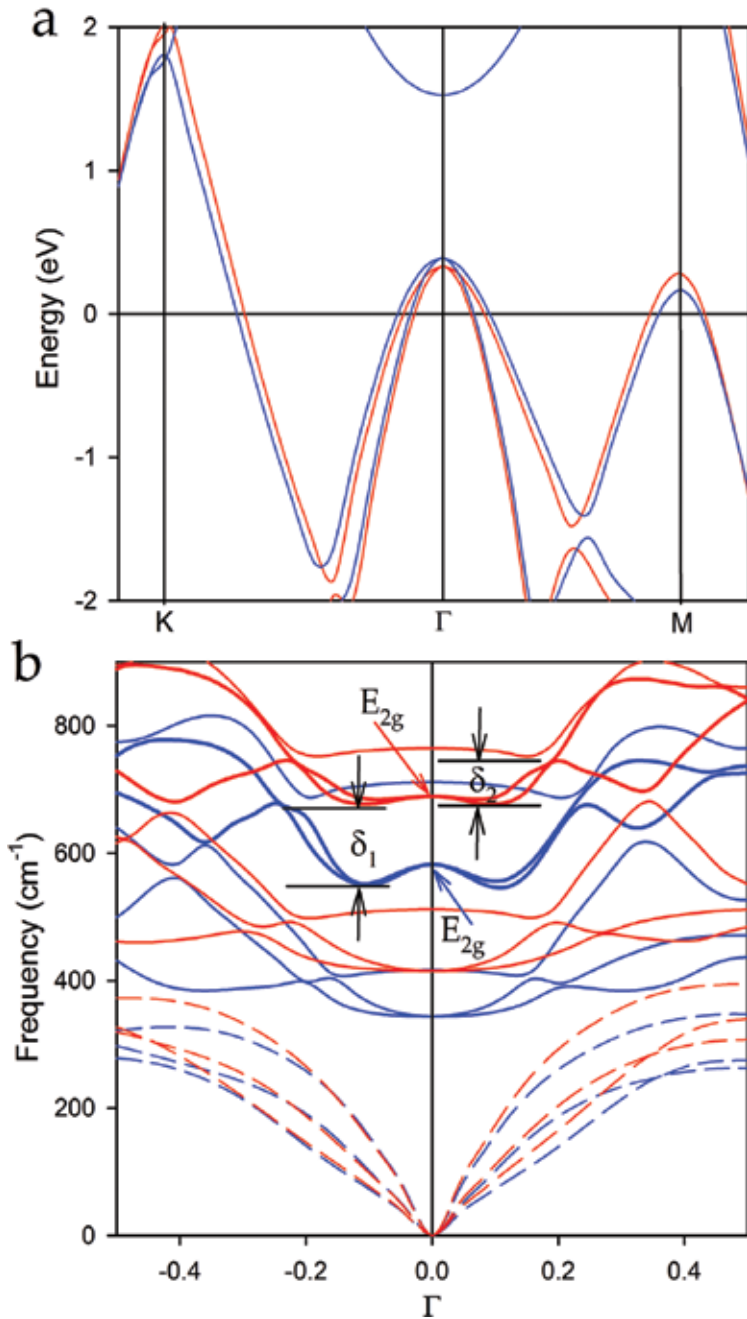 a
2
1
0
-1
-2
Energy (eV)
K
Γ
M
b
800
600
400
200
0
Frequency (cm⁻¹)
E₂g
δ₂
δ₁
E₂g
-0.4
-0.2
0.0
0.2
0.4
Γ